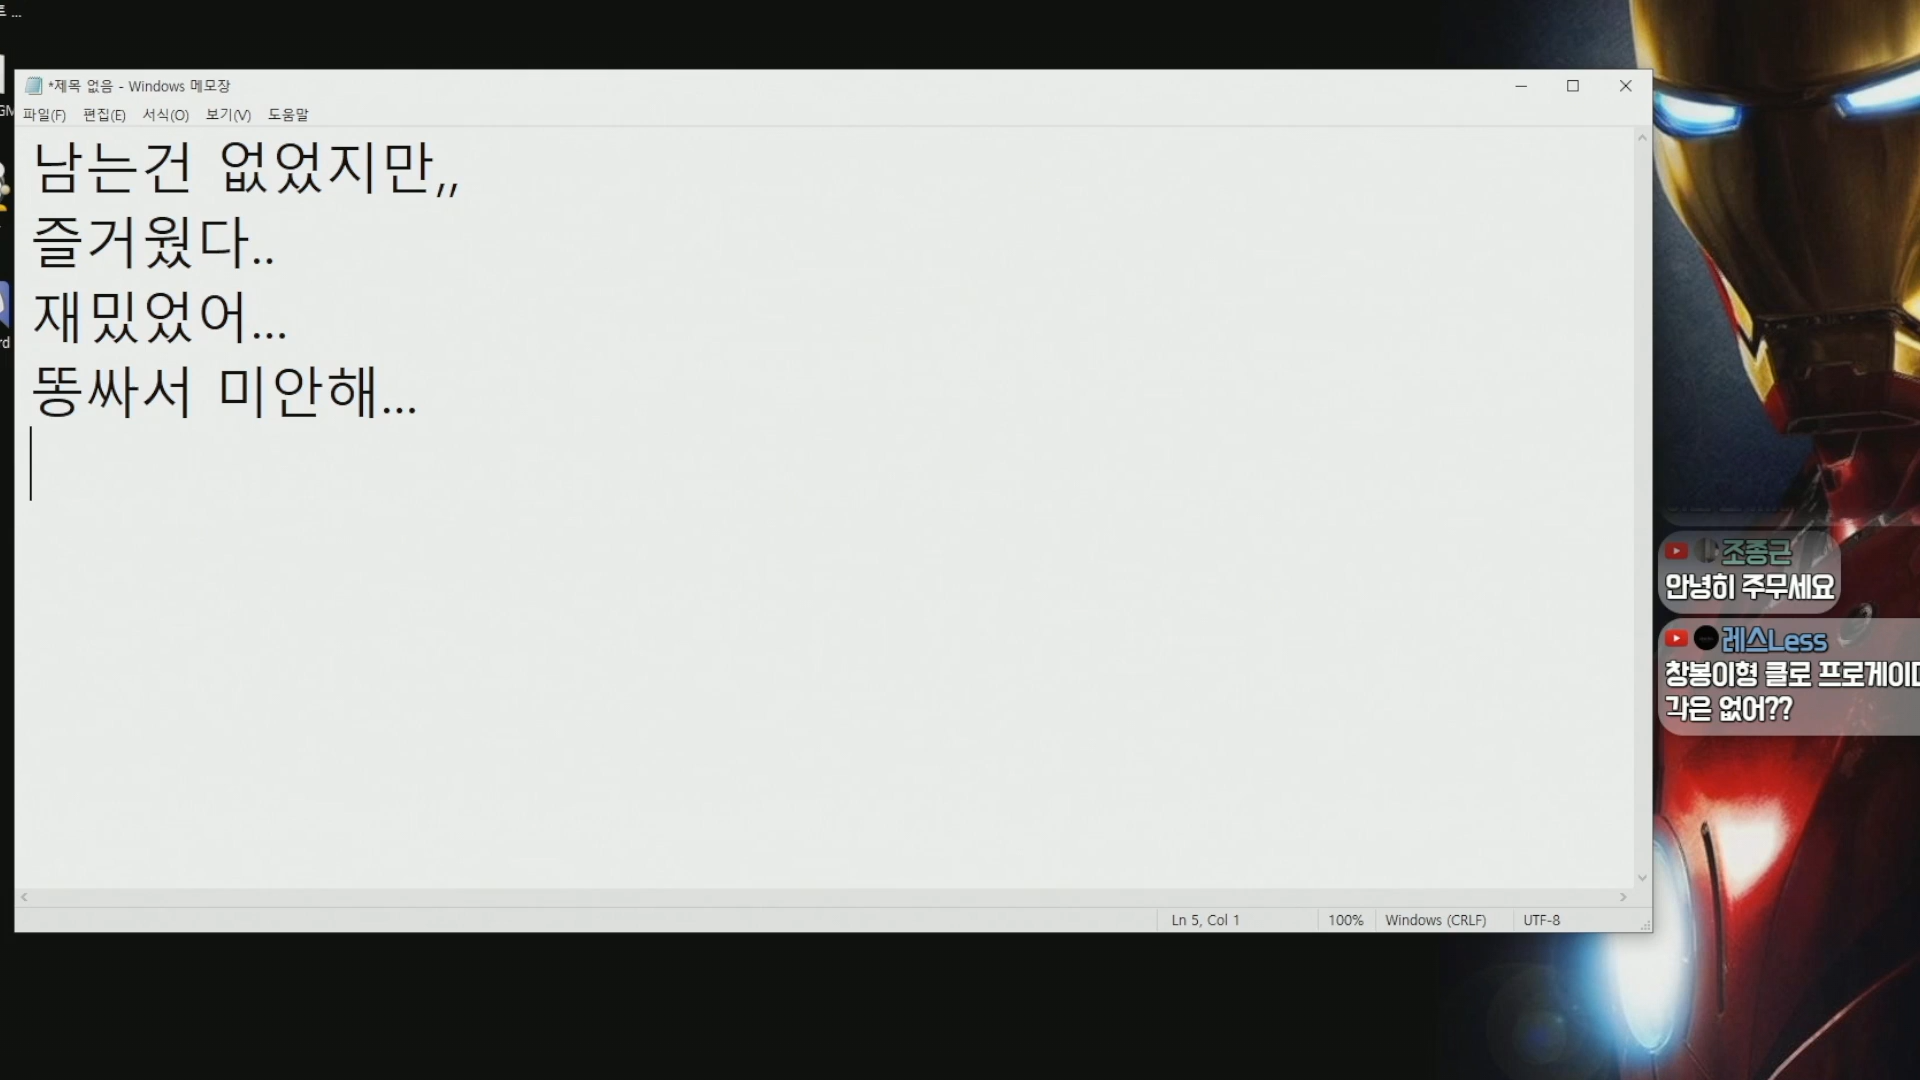 트 ...
*제목 없음 - Windows 메모장
파일(F) 편집(E) 서식(O) 보기(V) 도움말
남는건 없었지만,,
즐거웠다..
재밌었어...
똥싸서 미안해...
조종근
안녕히 주무세요
레스Less
창봉이형 클로 프로게이머
각은 없어??
Ln 5, Col 1 100% Windows (CRLF) UTF-8